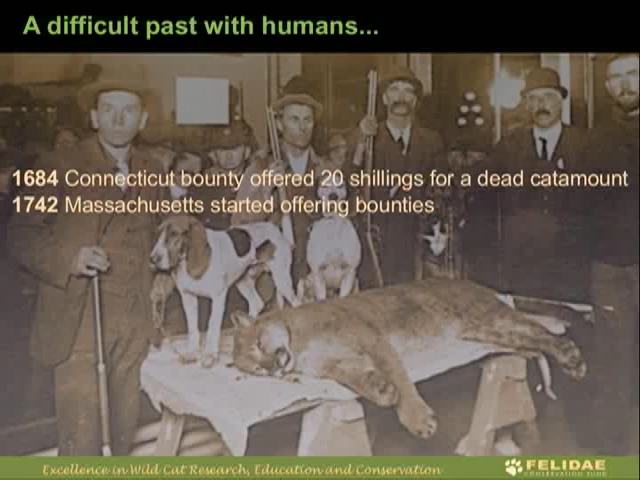 A difficult past with humans...
1684 Connecticut bounty offered 20 shillings for a dead catamount
1742 Massachusetts started offering bounties
Excellence in Wild Cat Research, Education and Conservation
FELIDAE
CONSERVATION FUND